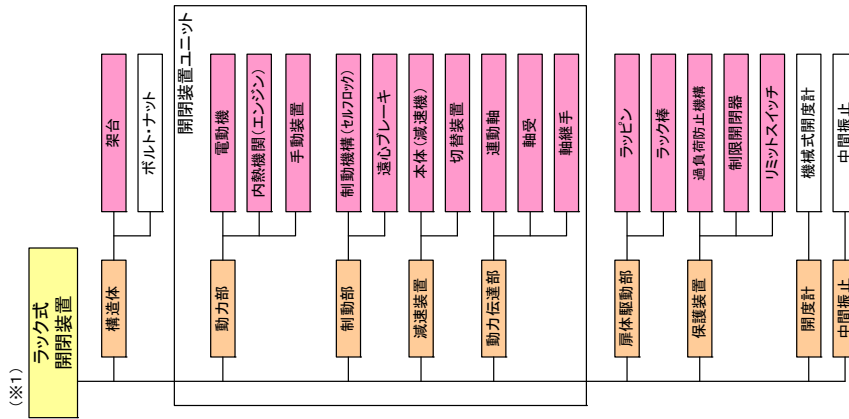 (※1)
ラック式
開閉装置
開閉装置ユニット
構造体
架台
ボルト・ナット
動力部
電動機
内熱機関(エンジン)
手動装置
制動部
制動機構(セルフロック)
遠心ブレーキ
減速装置
本体(減速機)
切替装置
動力伝達部
連動軸
軸受
軸継手
扉体駆動部
ラッピン
ラック棒
保護装置
過負荷防止機構
制限開閉器
リミットスイッチ
開度計
機械式開度計
中間振止
中間振止